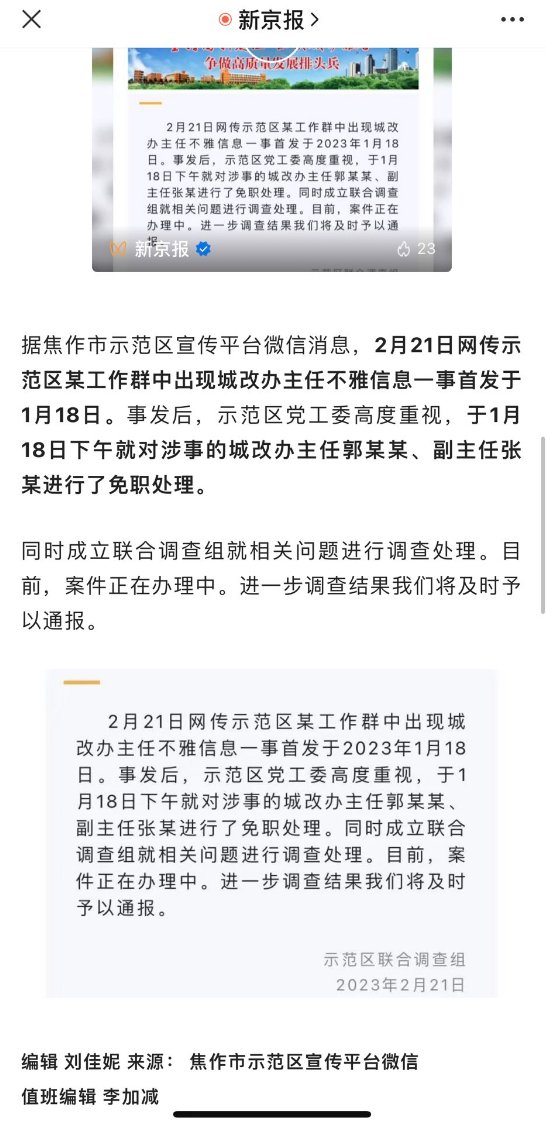 新京报
争做高质量发展排头兵
2月21日网传示范区某工作群中出现城改
办主任不雅信息一事首发于2023年1月18
日。事发后，示范区党工委高度重视，于1月
18日下午就对涉事的城改办主任郭某某、副
主任张某进行了免职处理。同时成立联合调查
组就相关问题进行调查处理。目前，案件正在
办理中。进一步调查结果我们将及时予以通
报。
新京报
23
示范区联合调查组
据焦作市示范区宣传平台微信消息，2月21日网传示
范区某工作群中出现城改办主任不雅信息一事首发于
1月18日。事发后，示范区党工委高度重视，于1月
18日下午就对涉事的城改办主任郭某某、副主任张
某进行了免职处理。
同时成立联合调查组就相关问题进行调查处理。目
前，案件正在办理中。进一步调查结果我们将及时予
以通报。
2月21日网传示范区某工作群中出现城
改办主任不雅信息一事首发于2023年1月18
日。事发后，示范区党工委高度重视，于1
月18日下午就对涉事的城改办主任郭某某、
副主任张某进行了免职处理。同时成立联合
调查组就相关问题进行调查处理。目前，案
件正在办理中。进一步调查结果我们将及时
予以通报。
示范区联合调查组
2023年2月21日
编辑 刘佳妮 来源： 焦作市示范区宣传平台微信
值班编辑 李加减